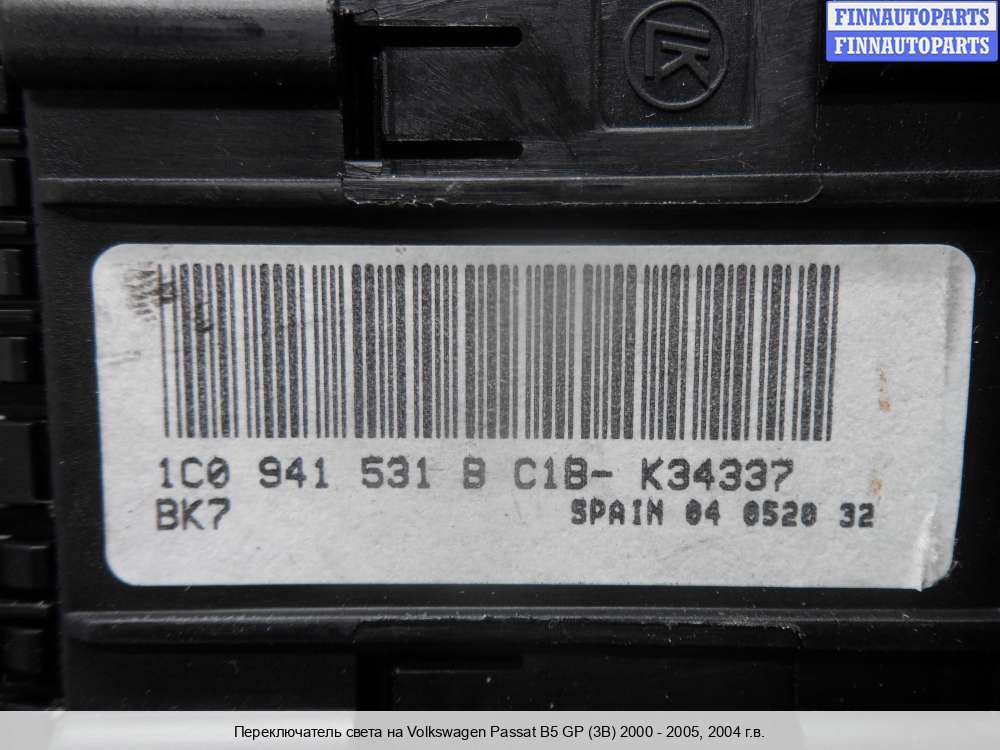 FINNAUTOPARTS
FINNAUTOPARTS
LK
1C0 941 531 B C1B- K34337
BK7
SPAIN 04 0520 32
Переключатель света на Volkswagen Passat B5 GP (3B) 2000 - 2005, 2004 г.в.